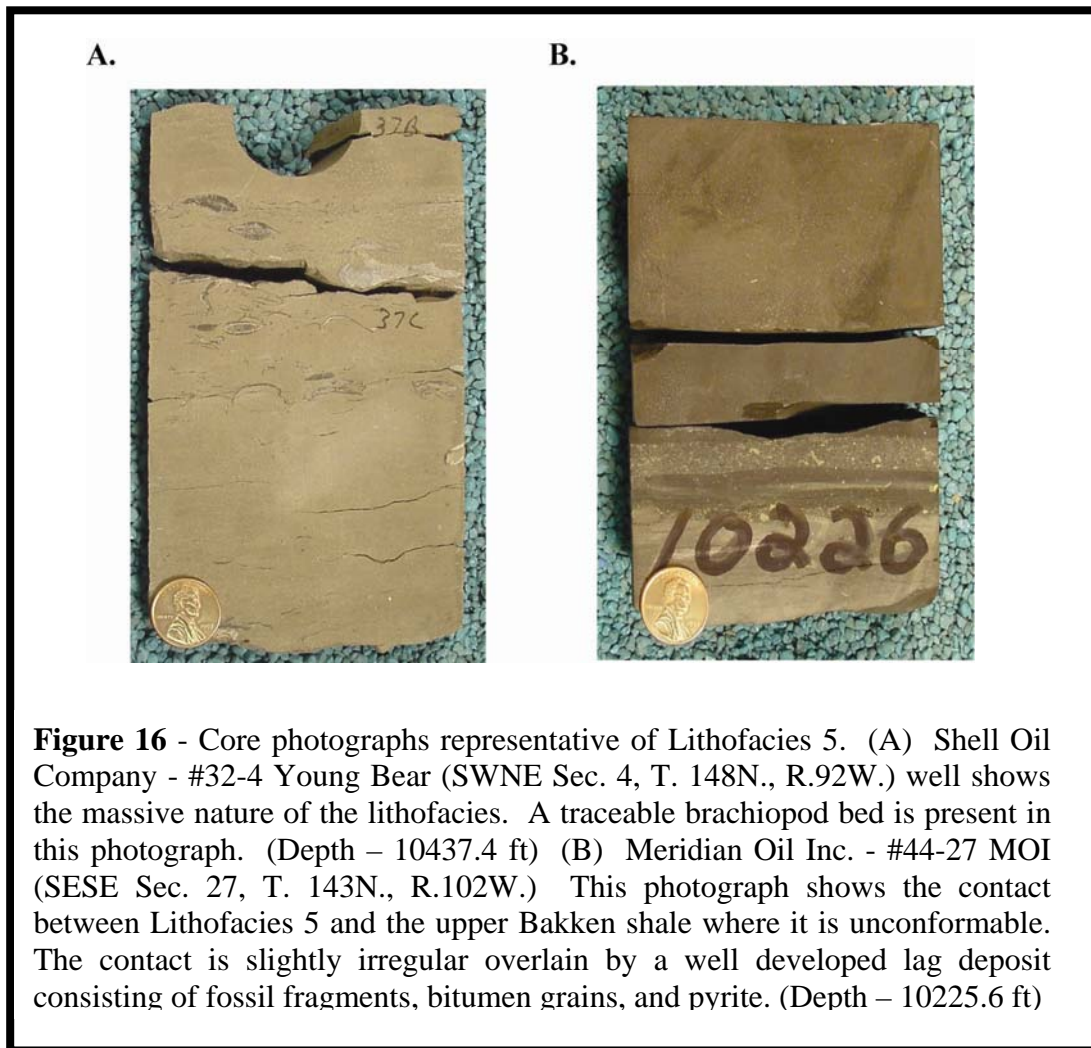 A.
B.
37B
37C
10226
Figure 16 - Core photographs representative of Lithofacies 5. (A) Shell Oil
Company - #32-4 Young Bear (SWNE Sec. 4, T. 148N., R.92W.) well shows
the massive nature of the lithofacies. A traceable brachiopod bed is present in
this photograph. (Depth – 10437.4 ft) (B) Meridian Oil Inc. - #44-27 MOI
(SESE Sec. 27, T. 143N., R.102W.) This photograph shows the contact
between Lithofacies 5 and the upper Bakken shale where it is unconformable.
The contact is slightly irregular overlain by a well developed lag deposit
consisting of fossil fragments, bitumen grains, and pyrite. (Depth – 10225.6 ft)